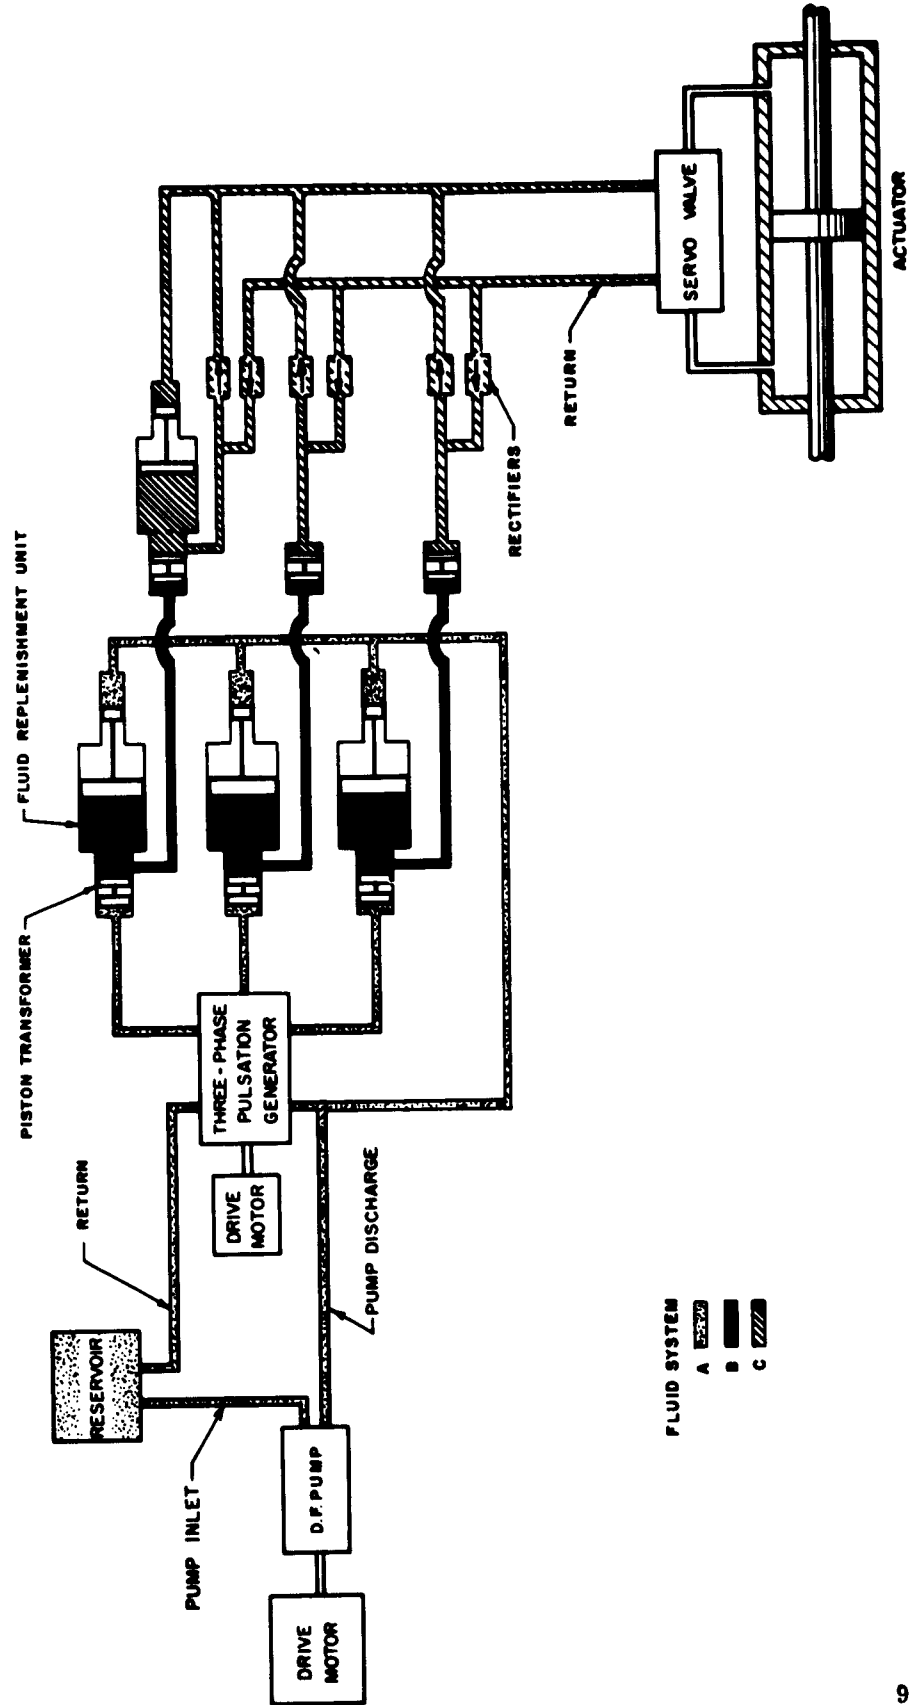 FLUID REPLENISHMENT UNIT
PISTON TRANSFORMER
RETURN
RESERVOIR
PUMP INLET
DRIVE
MOTOR
D.F. PUMP
PUMP DISCHARGE
DRIVE
MOTOR
THREE-PHASE
PULSATION
GENERATOR
RECTIFIERS
RETURN
SERVO VALVE
ACTUATOR
FLUID SYSTEM
A
B
C
9